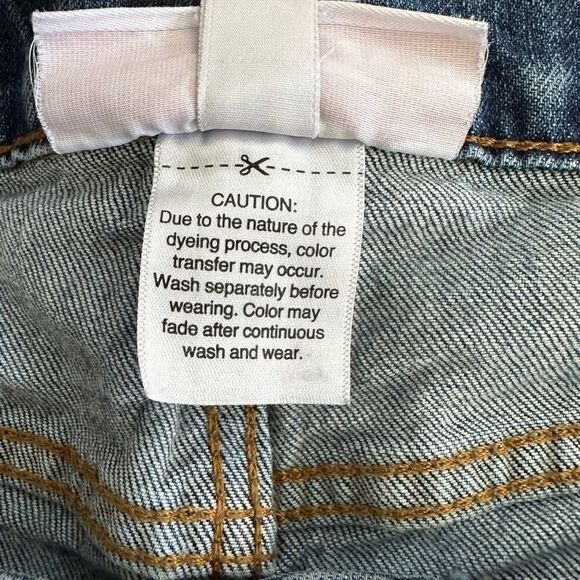 CAUTION:
Due to the nature of the
dyeing process, color
transfer may occur.
Wash separately before
wearing. Color may
fade after continuous
wash and wear.